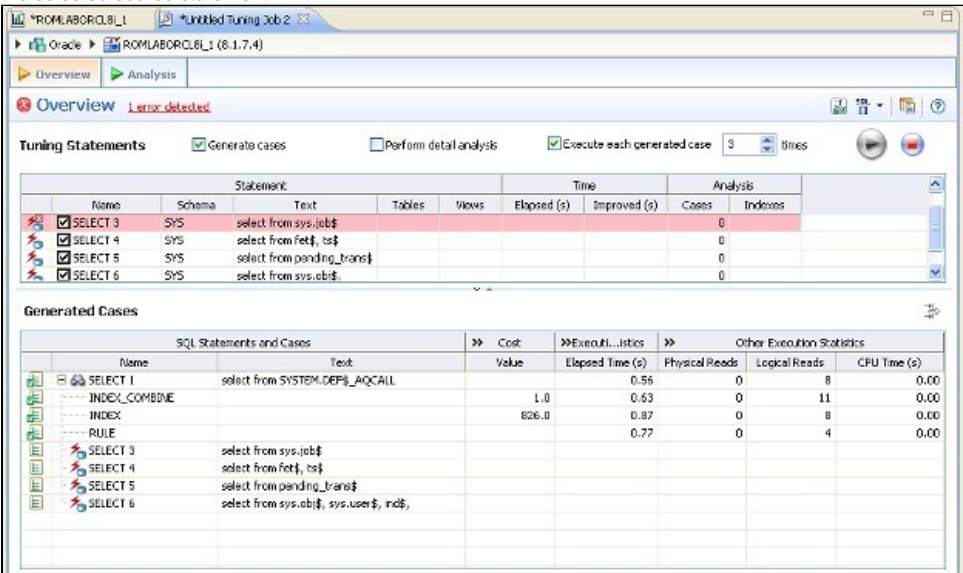 *ROMLABORCL8i_1 *Untitled Tuning Job 2
Oracle ROMLABORCL8i_1 (8.1.7.4)
Overview Analysis
Overview 1 error detected
Tuning Statements Generate cases Perform detail analysis Execute each generated case 3 times
Statement Time Analysis
Name Schema Text Tables Views Elapsed (s) Improved (s) Cases Indexes
SELECT 3 SYS select from sys.job$ 0
SELECT 4 SYS select from fet$, ts$ 0
SELECT 5 SYS select from pending_trans$ 0
SELECT 6 SYS select from sys.obj$, 0
Generated Cases
SQL Statements and Cases Cost Executi...istics Other Execution Statistics
Name Text Value Elapsed Time (s) Physical Reads Logical Reads CPU Time (s)
SELECT 1 select from SYSTEM.DEF$_AQCALL 0.56 0 8 0.00
INDEX_COMBINE 1.0 0.63 0 11 0.00
INDEX 826.0 0.87 0 8 0.00
RULE 0.77 0 4 0.00
SELECT 3 select from sys.job$
SELECT 4 select from fet$, ts$
SELECT 5 select from pending_trans$
SELECT 6 select from sys.obj$, sys.user$, ind$,